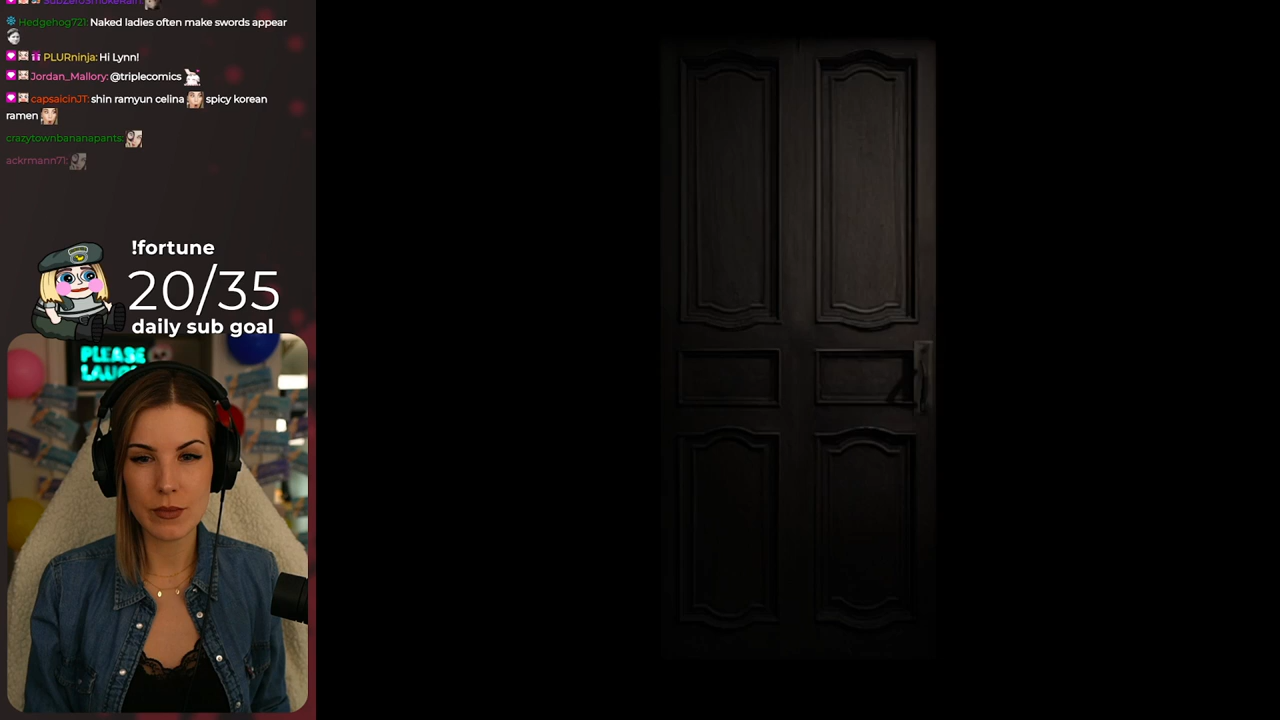 SubZeroSmokeRain:
Hedgehog721: Naked ladies often make swords appear
PLURninja: Hi Lynn!
Jordan_Mallory: @triplecomics
capsaicinJT: shin ramyun celina spicy korean
ramen
crazytownbananapants:
ackrmann71:
!fortune
20/35
daily sub goal
PLEASE